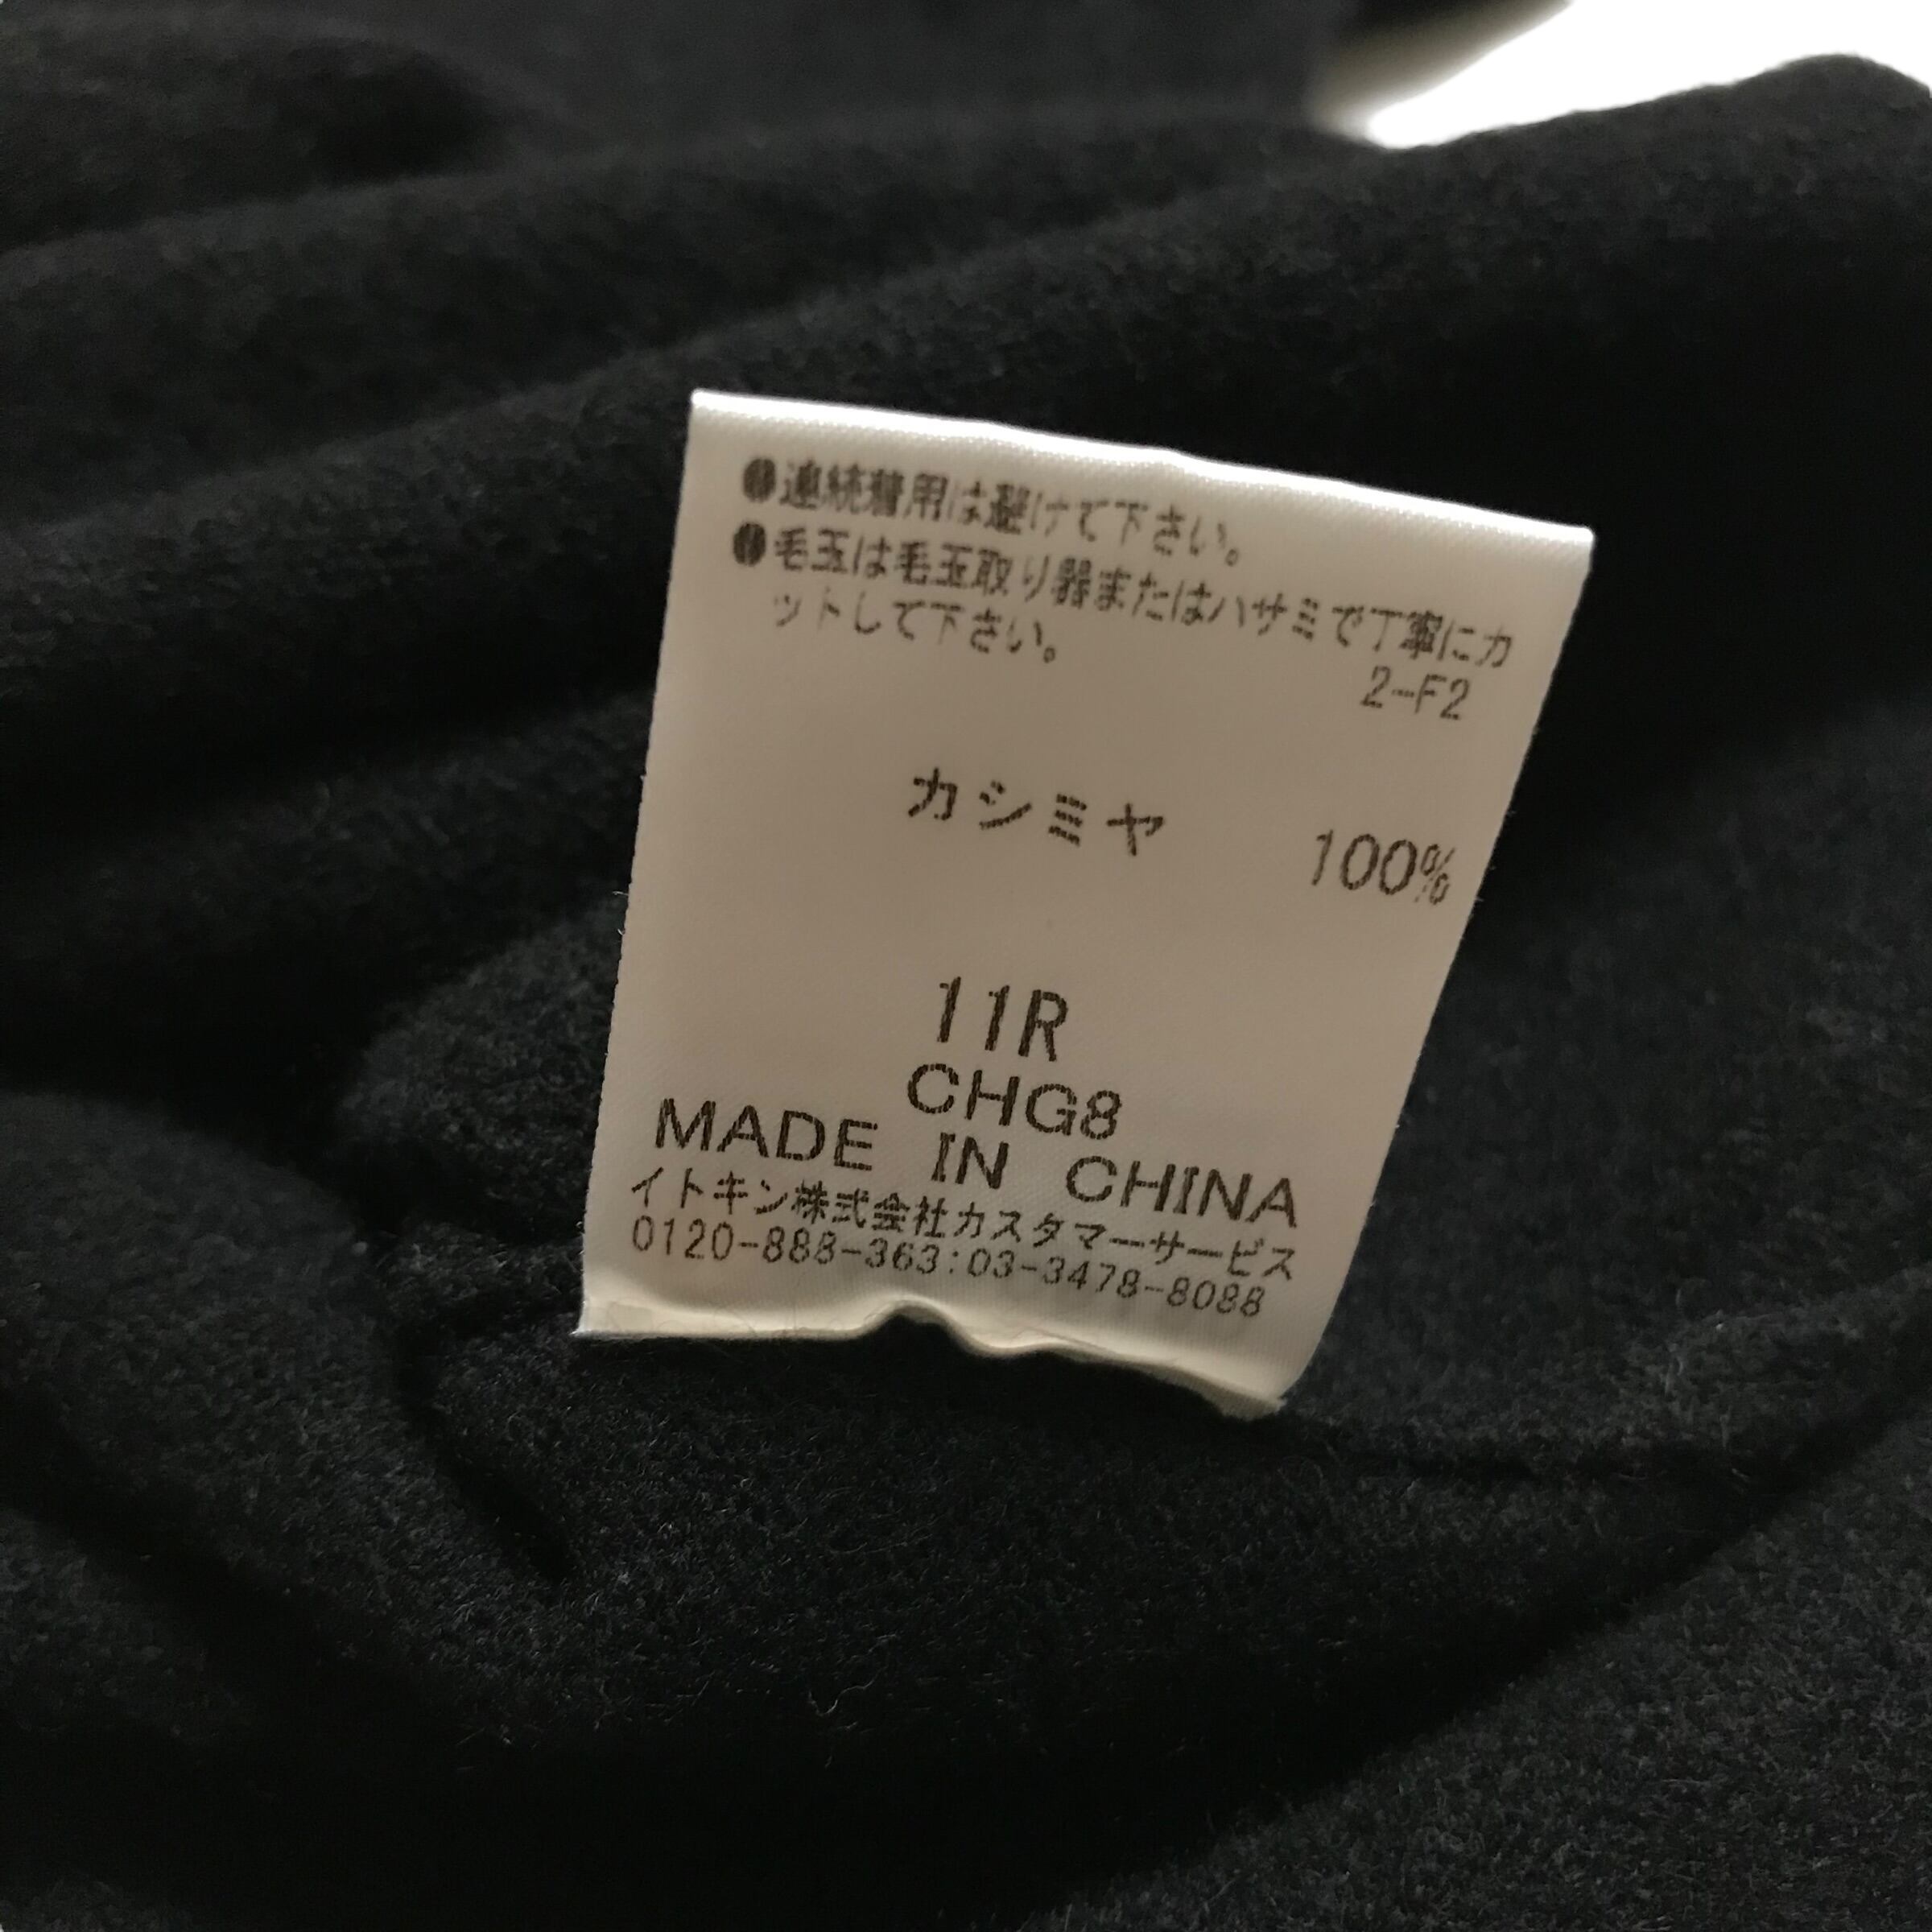 ●連続着用は避けて下さい。
●毛玉は毛玉取り器またはハサミで丁寧にカ
ットして下さい。
2-F2
カシミヤ 100%
11R
CHG8
MADE IN CHINA
イトキン株式会社カスタマーサービス
0120-888-363:03-3478-8088